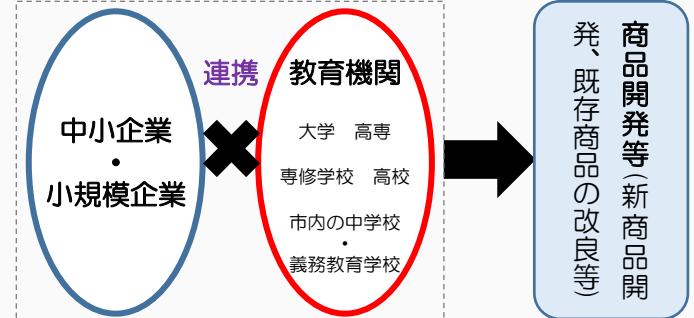 中小企業
・
小規模企業
連携
教育機関
大学　高専
専修学校　高校
市内の中学校
・
義務教育学校
商品開発等（新商品開
発、既存商品の改良等）